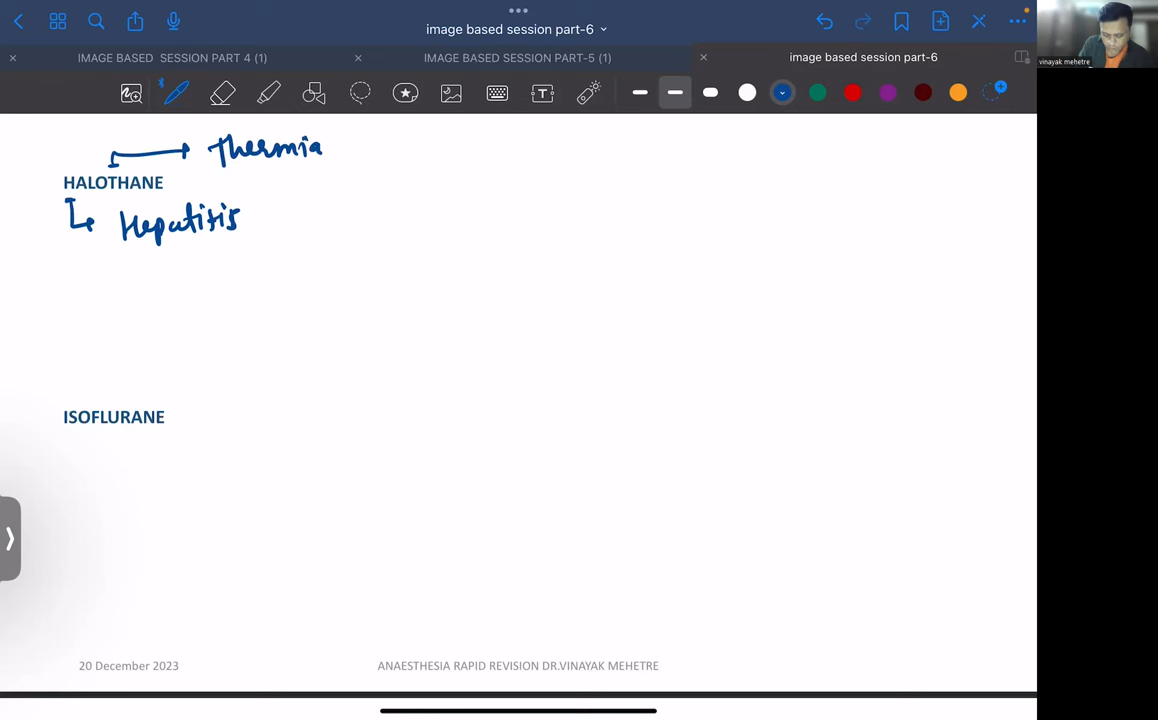 image based session part-6
IMAGE BASED SESSION PART 4 (1)
IMAGE BASED SESSION PART-5 (1)
image based session part-6
vinayak mehetre
Thermia
HALOTHANE
Hepatitis
ISOFLURANE
20 December 2023
ANAESTHESIA RAPID REVISION DR.VINAYAK MEHETRE